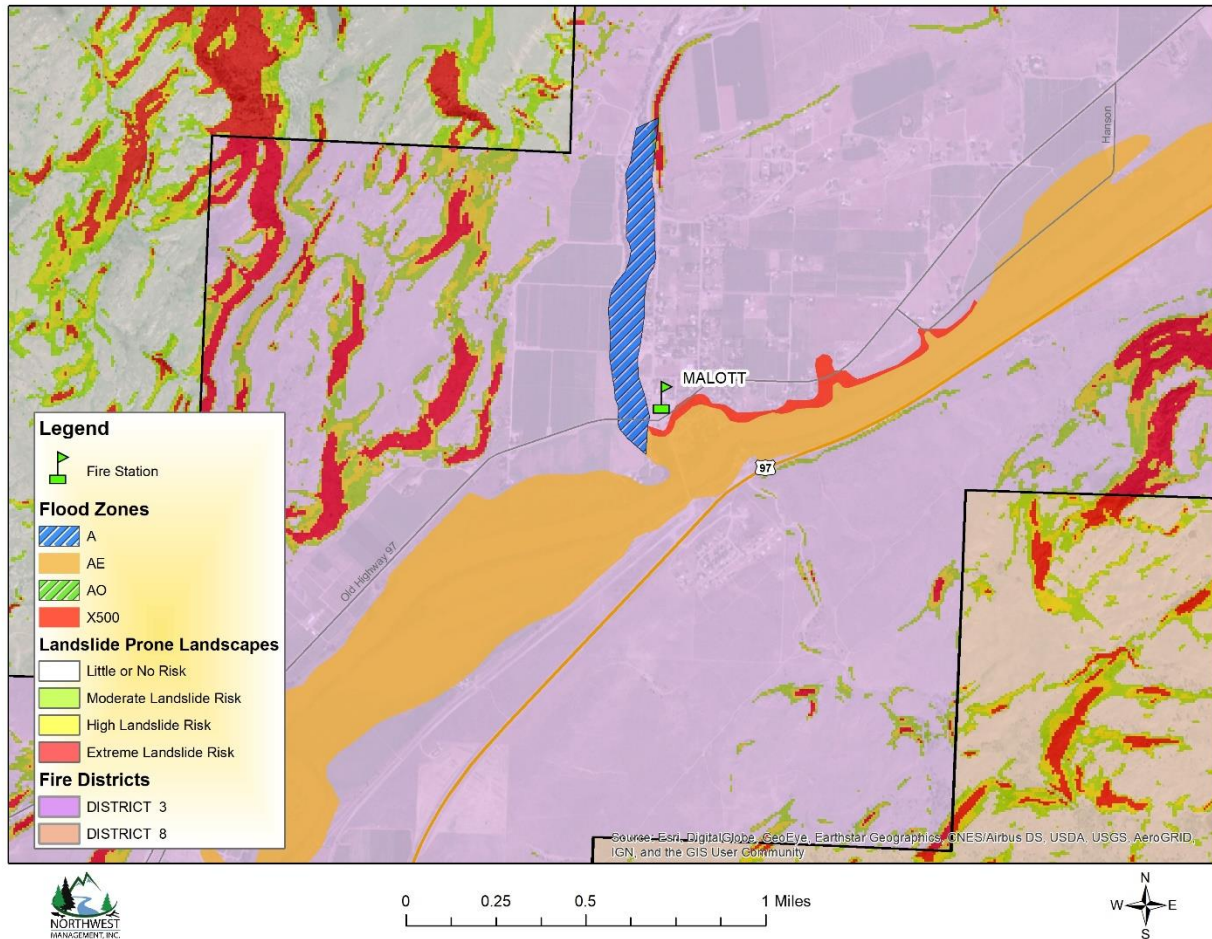 Hanson
MALOTT
97
Old Highway 97
Legend
Fire Station
Flood Zones
A
AE
AO
X500
Landslide Prone Landscapes
Little or No Risk
Moderate Landslide Risk
High Landslide Risk
Extreme Landslide Risk
Fire Districts
DISTRICT 3
DISTRICT 8
Source: Esri, DigitalGlobe, GeoEye, Earthstar Geographics, CNES/Airbus DS, USDA, USGS, AeroGRID,
IGN, and the GIS User Community
NORTHWEST
MANAGEMENT, INC.
0 0.25 0.5 1 Miles
N
W E
S